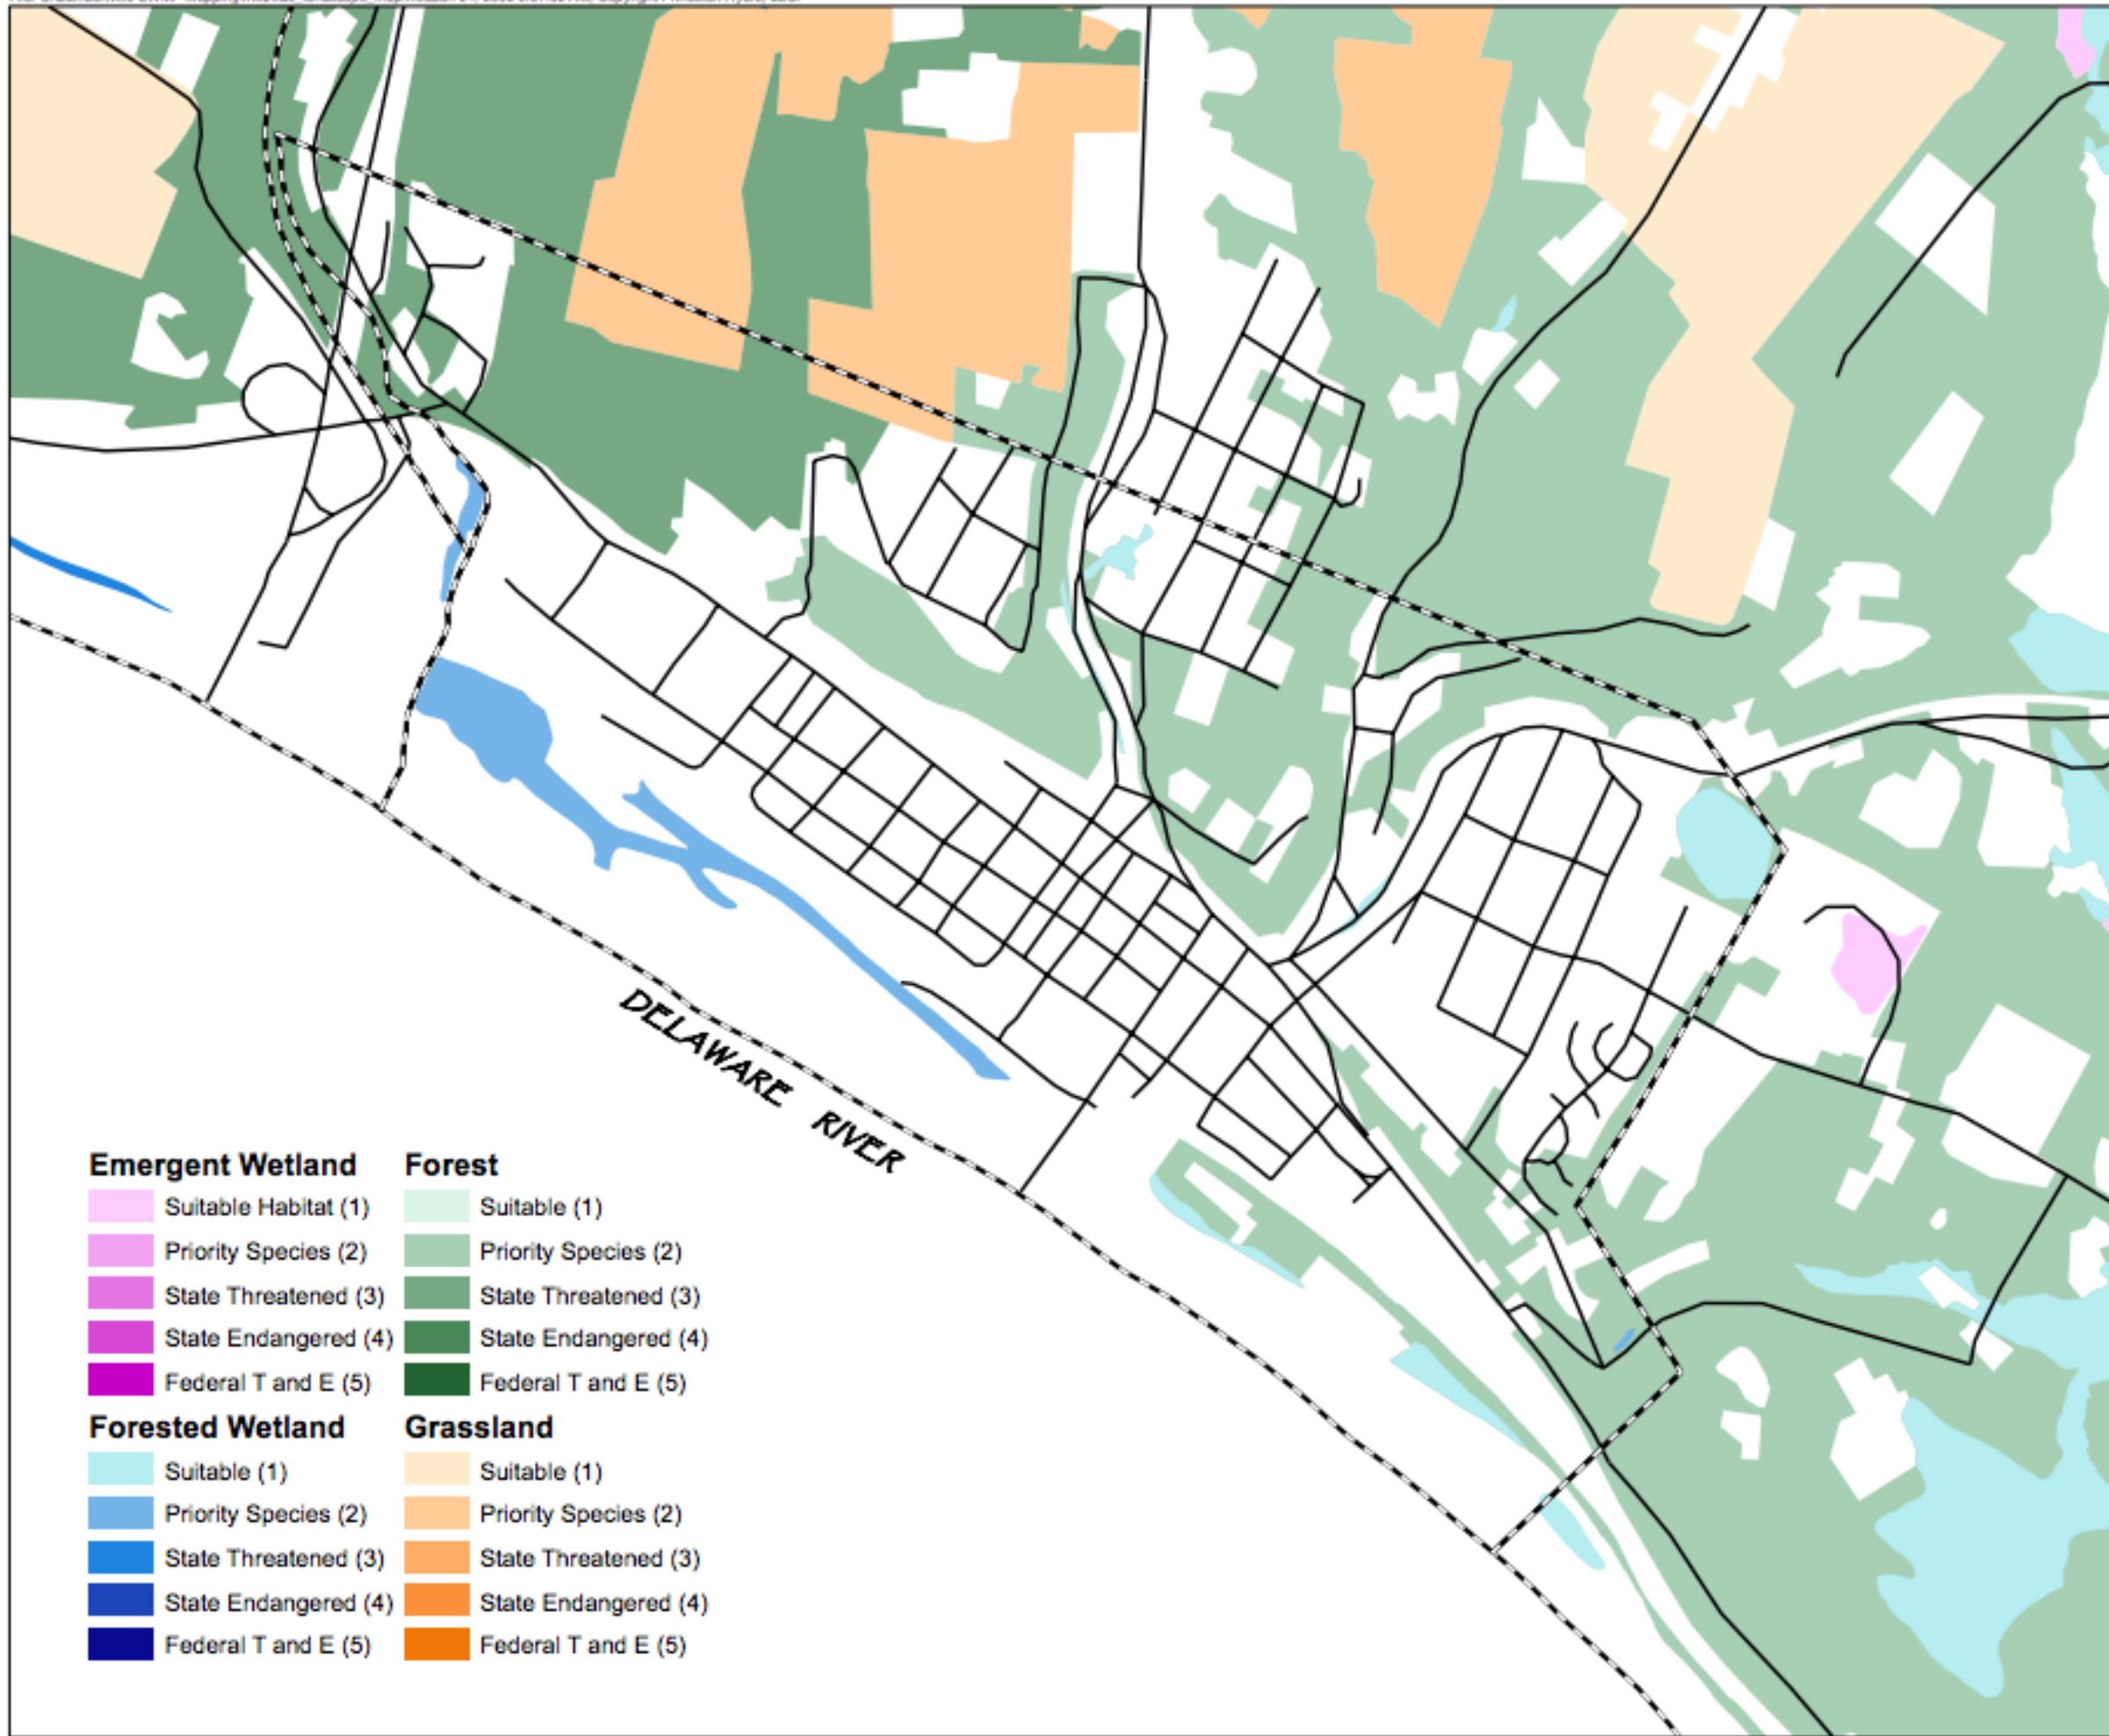 DELAWARE RIVER
Emergent Wetland
Suitable Habitat (1)
Priority Species (2)
State Threatened (3)
State Endangered (4)
Federal T and E (5)
Forest
Suitable (1)
Priority Species (2)
State Threatened (3)
State Endangered (4)
Federal T and E (5)
Forested Wetland
Suitable (1)
Priority Species (2)
State Threatened (3)
State Endangered (4)
Federal T and E (5)
Grassland
Suitable (1)
Priority Species (2)
State Threatened (3)
State Endangered (4)
Federal T and E (5)